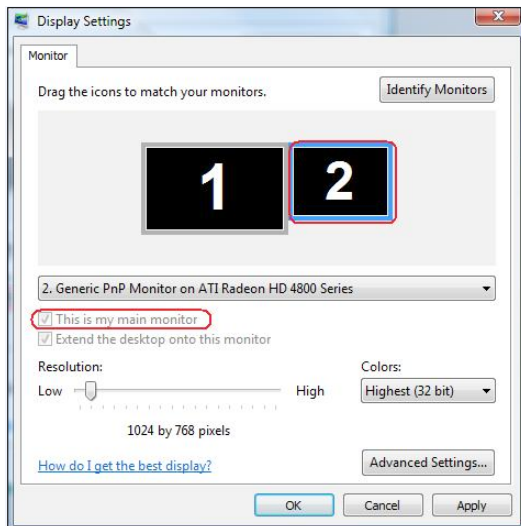 Display Settings
Monitor
Drag the icons to match your monitors.
Identify Monitors
1
2
2. Generic PnP Monitor on ATI Radeon HD 4800 Series
This is my main monitor
Extend the desktop onto this monitor
Resolution:
Colors:
Low
High
Highest (32 bit)
1024 by 768 pixels
How do I get the best display?
Advanced Settings...
OK
Cancel
Apply